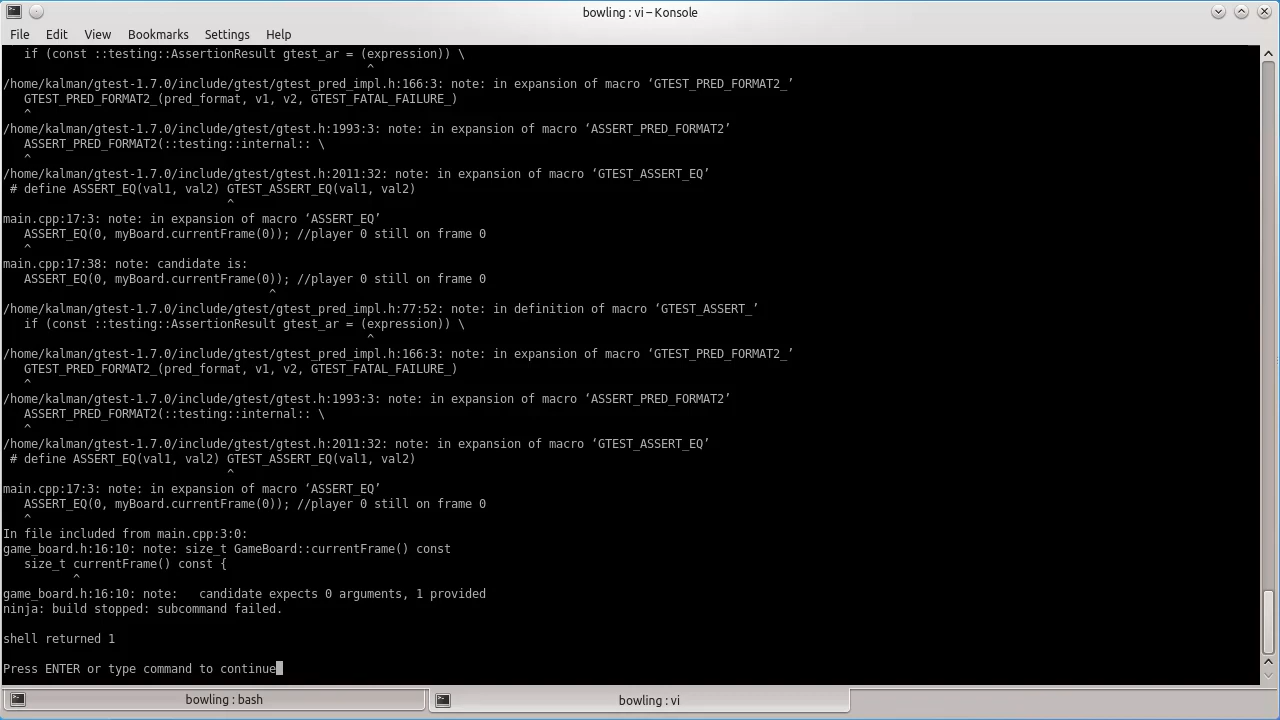 bowling : vi – Konsole
File Edit View Bookmarks Settings Help
   if (const ::testing::AssertionResult gtest_ar = (expression)) \
                                                 ^
/home/kalman/gtest-1.7.0/include/gtest/gtest_pred_impl.h:166:3: note: in expansion of macro ‘GTEST_PRED_FORMAT2_’
   GTEST_PRED_FORMAT2_(pred_format, v1, v2, GTEST_FATAL_FAILURE_)
   ^
/home/kalman/gtest-1.7.0/include/gtest/gtest.h:1993:3: note: in expansion of macro ‘ASSERT_PRED_FORMAT2’
   ASSERT_PRED_FORMAT2(::testing::internal:: \
   ^
/home/kalman/gtest-1.7.0/include/gtest/gtest.h:2011:32: note: in expansion of macro ‘GTEST_ASSERT_EQ’
 # define ASSERT_EQ(val1, val2) GTEST_ASSERT_EQ(val1, val2)
                                ^
main.cpp:17:3: note: in expansion of macro ‘ASSERT_EQ’
   ASSERT_EQ(0, myBoard.currentFrame(0)); //player 0 still on frame 0
   ^
main.cpp:17:38: note: candidate is:
   ASSERT_EQ(0, myBoard.currentFrame(0)); //player 0 still on frame 0
                                      ^
/home/kalman/gtest-1.7.0/include/gtest/gtest_pred_impl.h:77:52: note: in definition of macro ‘GTEST_ASSERT_’
   if (const ::testing::AssertionResult gtest_ar = (expression)) \
                                                    ^
/home/kalman/gtest-1.7.0/include/gtest/gtest_pred_impl.h:166:3: note: in expansion of macro ‘GTEST_PRED_FORMAT2_’
   GTEST_PRED_FORMAT2_(pred_format, v1, v2, GTEST_FATAL_FAILURE_)
   ^
/home/kalman/gtest-1.7.0/include/gtest/gtest.h:1993:3: note: in expansion of macro ‘ASSERT_PRED_FORMAT2’
   ASSERT_PRED_FORMAT2(::testing::internal:: \
   ^
/home/kalman/gtest-1.7.0/include/gtest/gtest.h:2011:32: note: in expansion of macro ‘GTEST_ASSERT_EQ’
 # define ASSERT_EQ(val1, val2) GTEST_ASSERT_EQ(val1, val2)
                                ^
main.cpp:17:3: note: in expansion of macro ‘ASSERT_EQ’
   ASSERT_EQ(0, myBoard.currentFrame(0)); //player 0 still on frame 0
   ^
In file included from main.cpp:3:0:
game_board.h:16:10: note: size_t GameBoard::currentFrame() const
   size_t currentFrame() const {
          ^
game_board.h:16:10: note:   candidate expects 0 arguments, 1 provided
ninja: build stopped: subcommand failed.
shell returned 1
Press ENTER or type command to continue
bowling : bash
bowling : vi